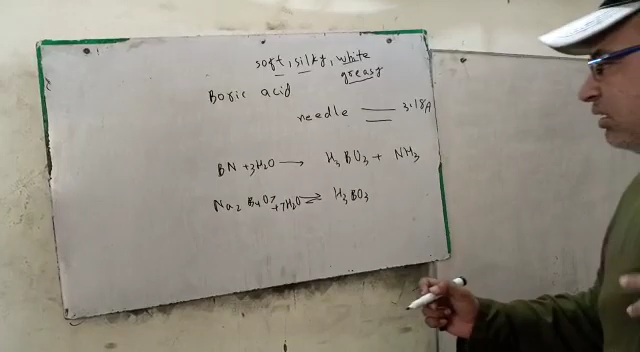 soft, silky, white
greasy
Boric acid
needle 3.18A
BN + 3H2O → H3BO3 + NH3
Na2B4O7 + 7H2O ⇌ H3BO3